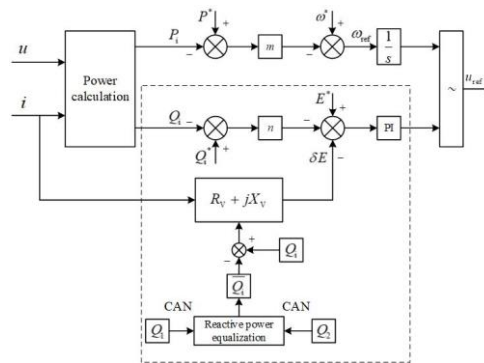 P* + ω* +
u P_i − m − ω_ref 1/s
Power calculation
i E* +
Q_i − n − PI ~ u_ref
Q_i* + δE −
R_V + jX_V
+
− Q_i
Q̅_i
CAN CAN
Q_1 Reactive power equalization Q_2